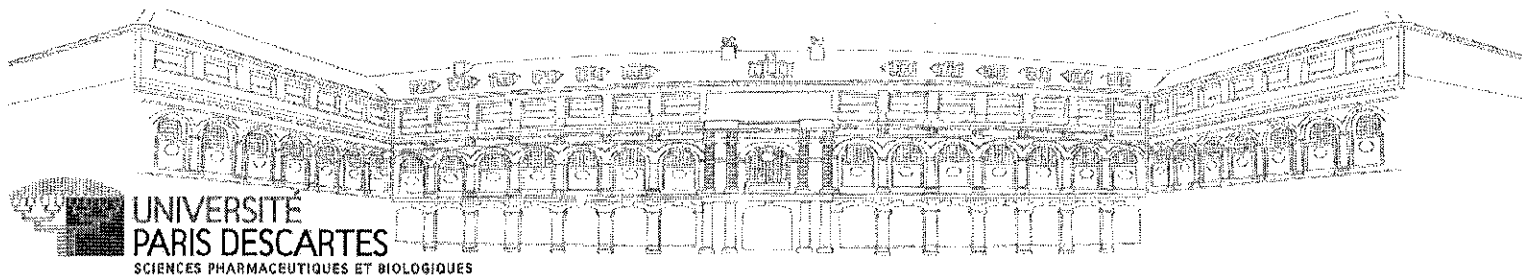 UNIVERSITÉ
PARIS DESCARTES
SCIENCES PHARMACEUTIQUES ET BIOLOGIQUES